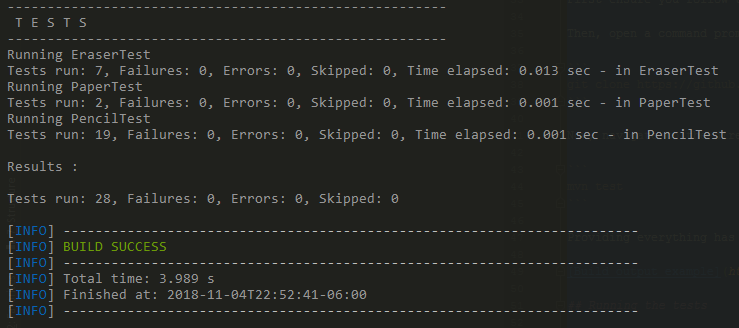 -------------------------------------------------------
 T E S T S
-------------------------------------------------------
Running EraserTest
Tests run: 7, Failures: 0, Errors: 0, Skipped: 0, Time elapsed: 0.013 sec - in EraserTest
Running PaperTest
Tests run: 2, Failures: 0, Errors: 0, Skipped: 0, Time elapsed: 0.001 sec - in PaperTest
Running PencilTest
Tests run: 19, Failures: 0, Errors: 0, Skipped: 0, Time elapsed: 0.001 sec - in PencilTest

Results :

Tests run: 28, Failures: 0, Errors: 0, Skipped: 0

[INFO] ------------------------------------------------------------------------
[INFO] BUILD SUCCESS
[INFO] ------------------------------------------------------------------------
[INFO] Total time: 3.989 s
[INFO] Finished at: 2018-11-04T22:52:41-06:00
[INFO] ------------------------------------------------------------------------